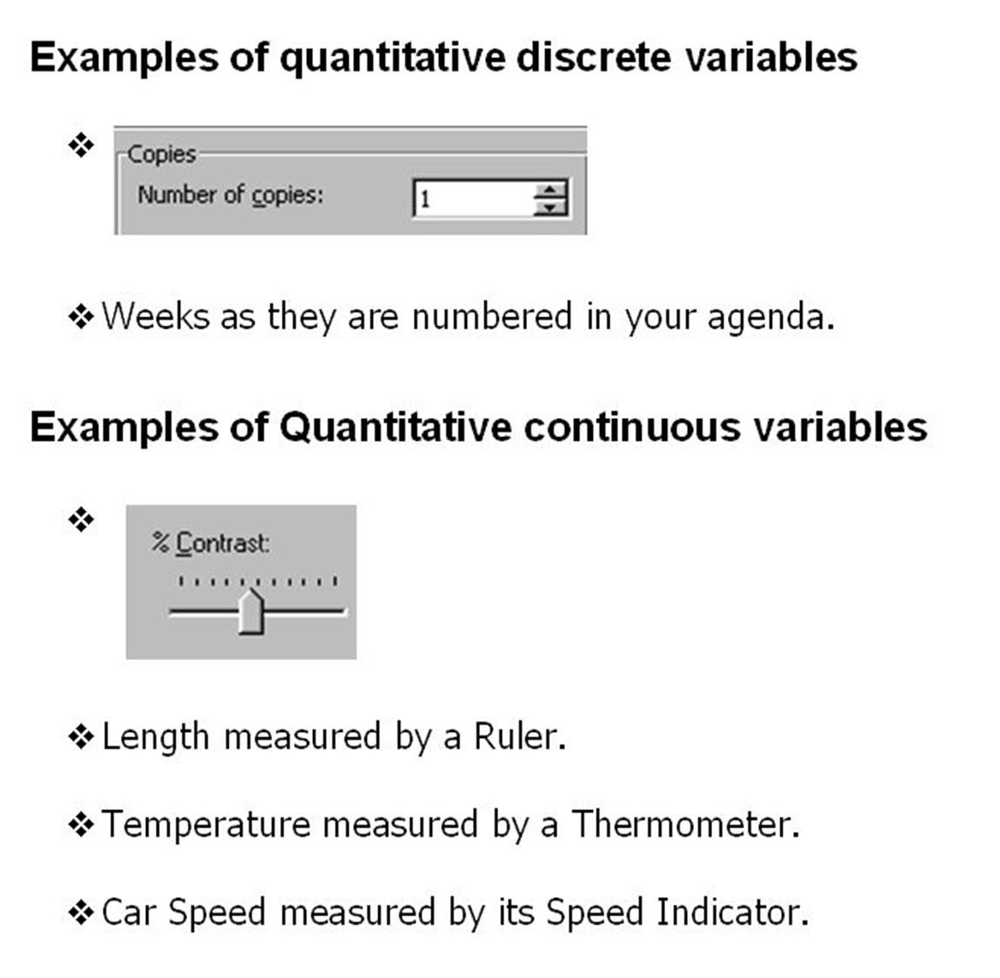 Examples of quantitative discrete variables
Copies
Number of copies: 1
Weeks as they are numbered in your agenda.
Examples of Quantitative continuous variables
% Contrast:
Length measured by a Ruler.
Temperature measured by a Thermometer.
Car Speed measured by its Speed Indicator.